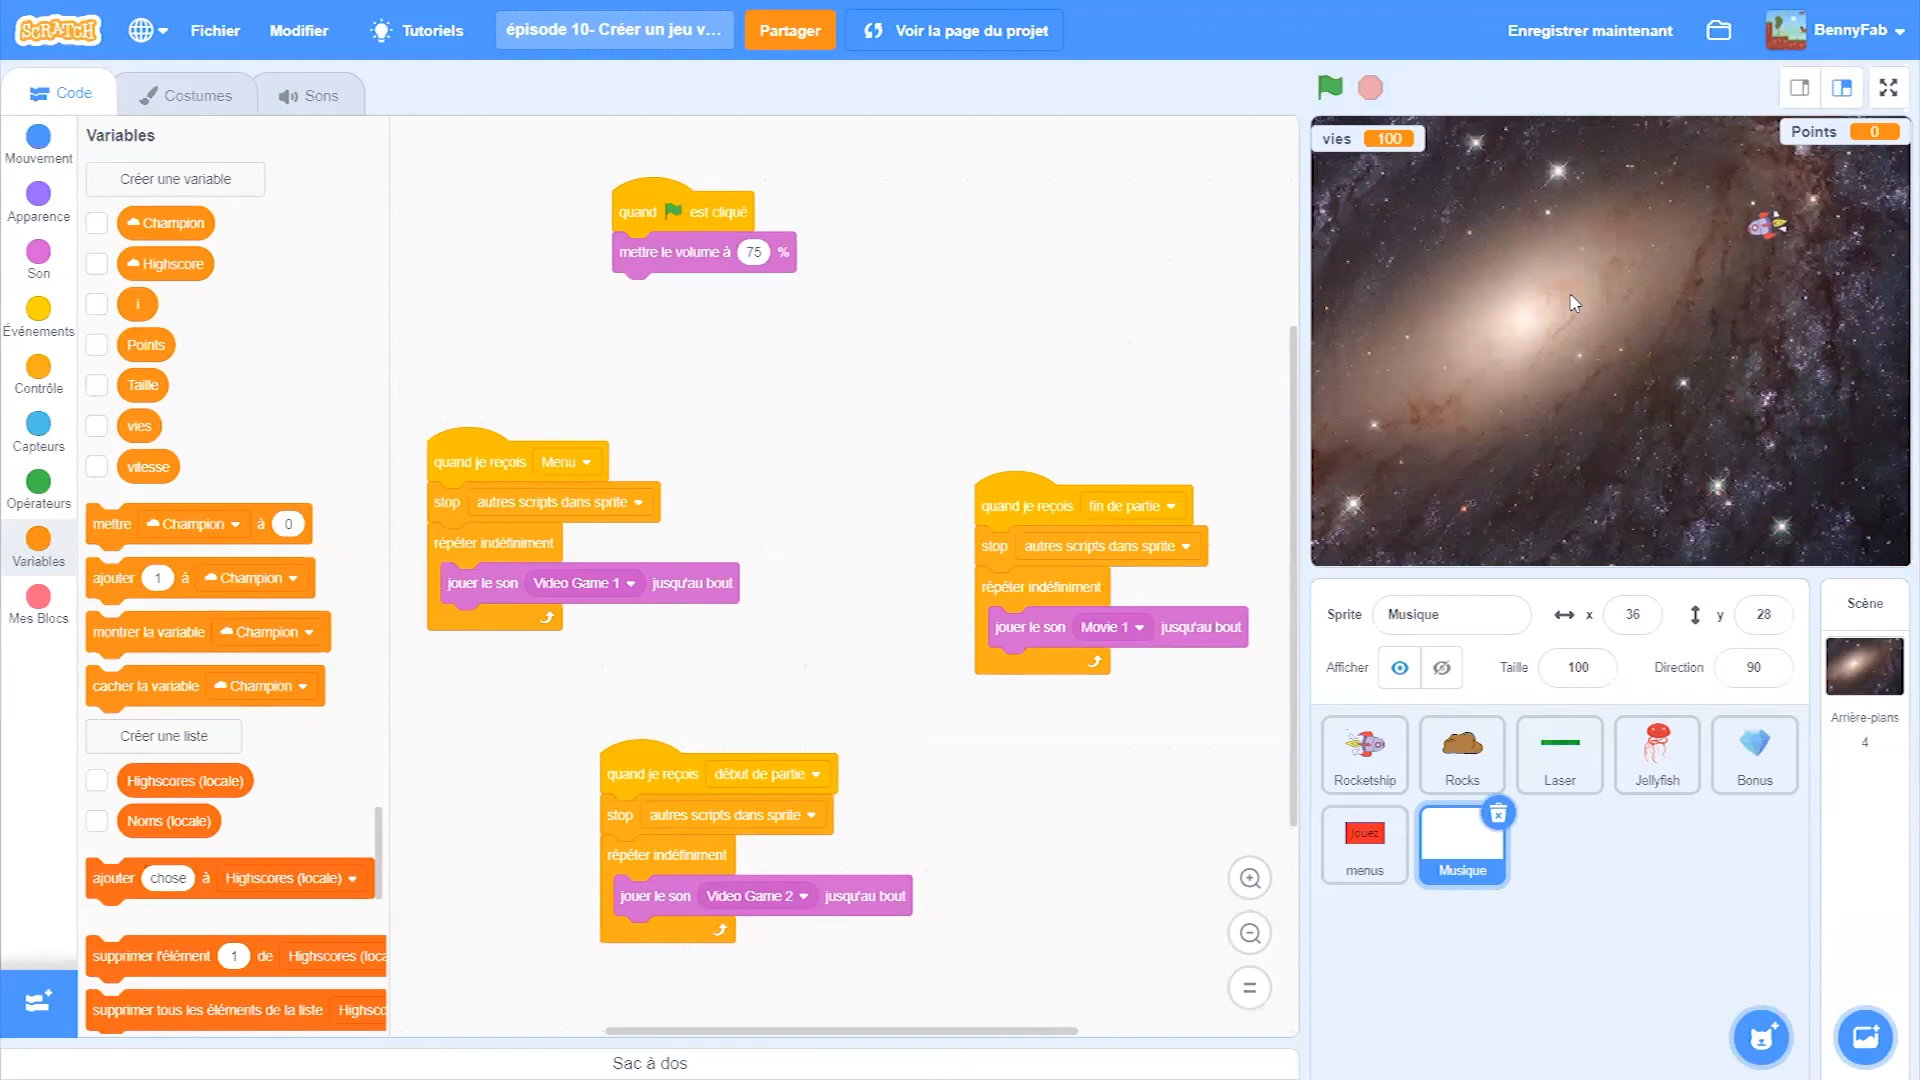 SCRATCH
Fichier
Modifier
Tutoriels
épisode 10- Créer un jeu v...
Partager
Voir la page du projet
Enregistrer maintenant
BennyFab
Code
Costumes
Sons
Mouvement
Apparence
Son
Événements
Contrôle
Capteurs
Opérateurs
Variables
Mes Blocs
Variables
Créer une variable
Champion
Highscore
i
Points
Taille
vies
vitesse
mettre Champion à 0
ajouter 1 à Champion
montrer la variable Champion
cacher la variable Champion
Créer une liste
Highscores (locale)
Noms (locale)
ajouter chose à Highscores (locale)
supprimer l'élément 1 de Highscores (loca
supprimer tous les éléments de la liste Highsco
quand est cliqué
mettre le volume à 75 %
quand je reçois Menu
stop autres scripts dans sprite
répéter indéfiniment
jouer le son Video Game 1 jusqu'au bout
quand je reçois fin de partie
stop autres scripts dans sprite
répéter indéfiniment
jouer le son Movie 1 jusqu'au bout
quand je reçois début de partie
stop autres scripts dans sprite
répéter indéfiniment
jouer le son Video Game 2 jusqu'au bout
Sac à dos
vies 100
Points 0
Sprite Musique x 36 y 28
Afficher Taille 100 Direction 90
Rocketship
Rocks
Laser
Jellyfish
Bonus
Jouez
menus
Musique
Scène
Arrière-plans
4